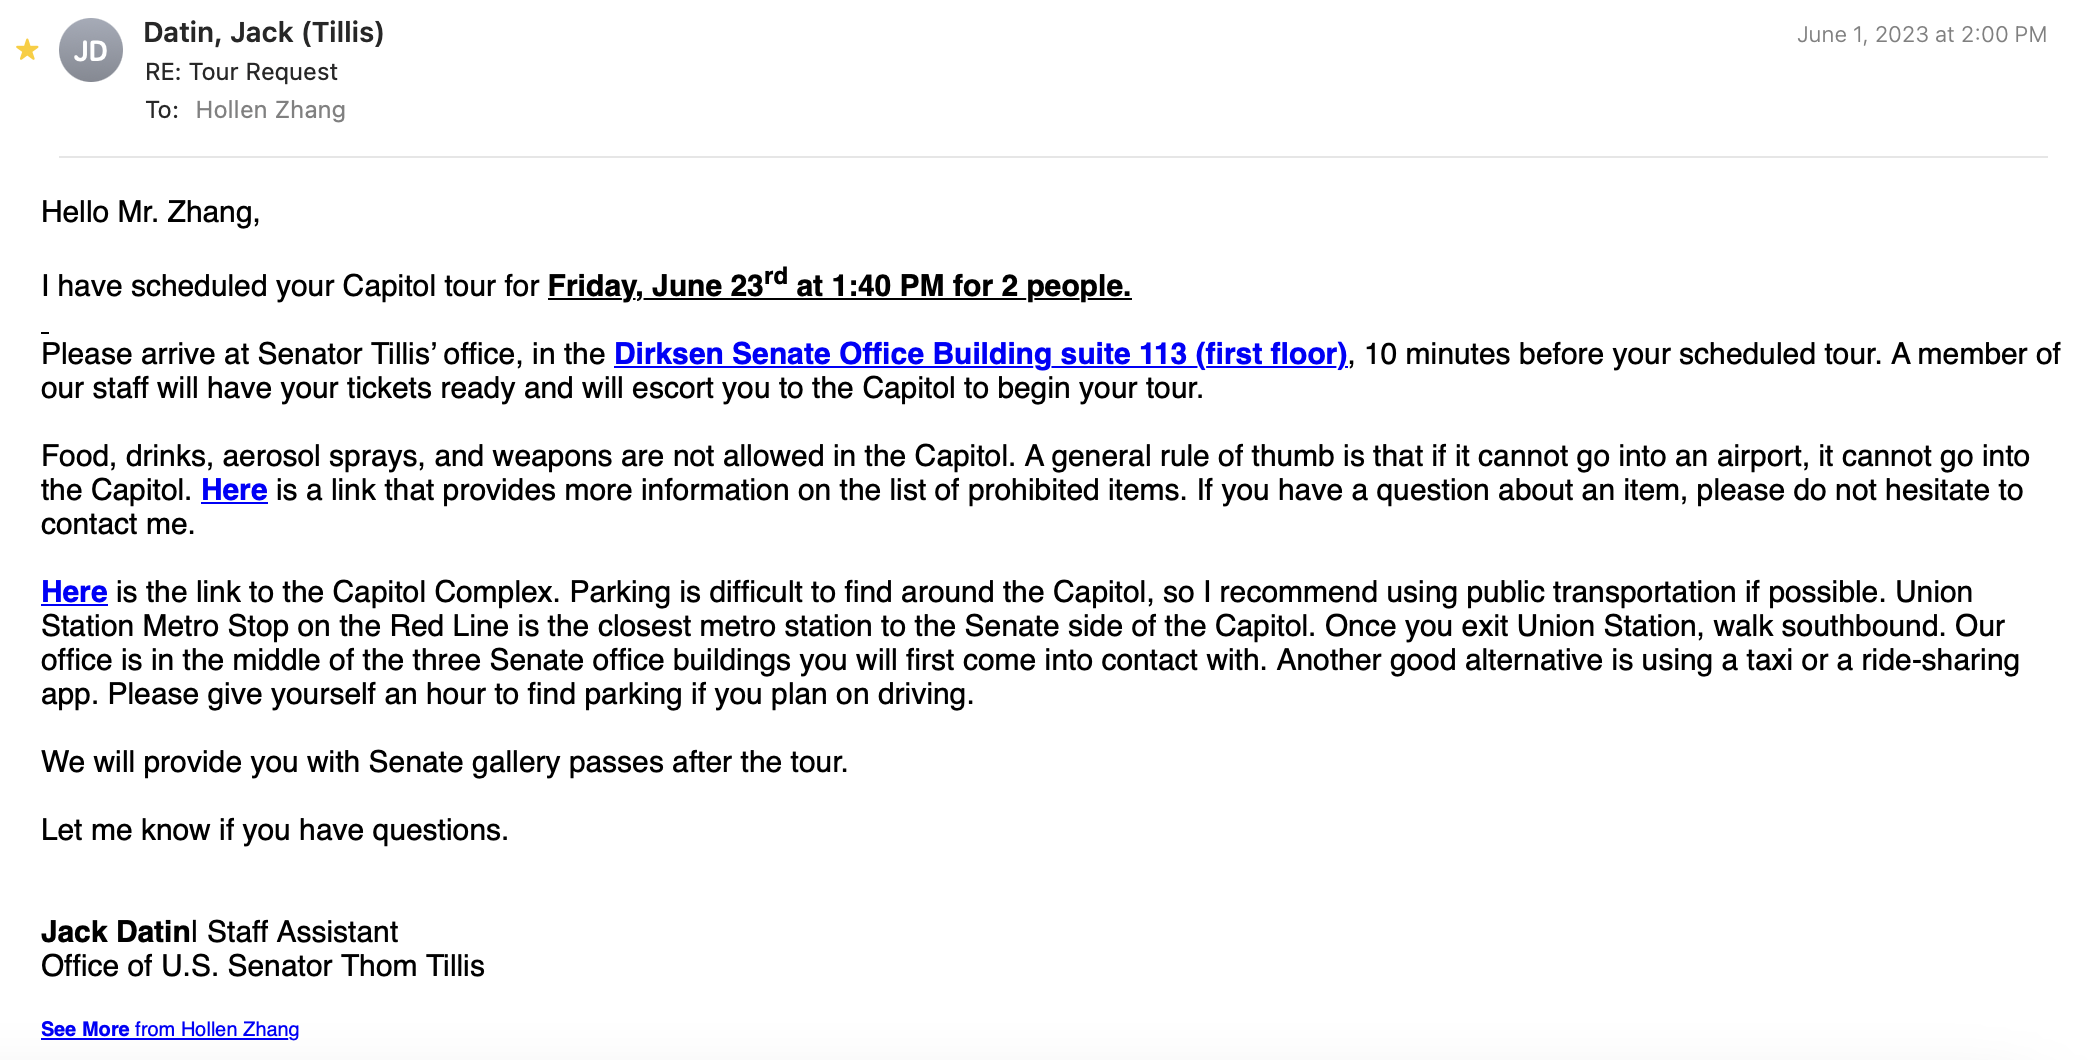 JD
Datin, Jack (Tillis)
June 1, 2023 at 2:00 PM
RE: Tour Request
To: Hollen Zhang
Hello Mr. Zhang,
I have scheduled your Capitol tour for Friday, June 23rd at 1:40 PM for 2 people.
Please arrive at Senator Tillis’ office, in the Dirksen Senate Office Building suite 113 (first floor), 10 minutes before your scheduled tour. A member of
our staff will have your tickets ready and will escort you to the Capitol to begin your tour.
Food, drinks, aerosol sprays, and weapons are not allowed in the Capitol. A general rule of thumb is that if it cannot go into an airport, it cannot go into
the Capitol. Here is a link that provides more information on the list of prohibited items. If you have a question about an item, please do not hesitate to
contact me.
Here is the link to the Capitol Complex. Parking is difficult to find around the Capitol, so I recommend using public transportation if possible. Union
Station Metro Stop on the Red Line is the closest metro station to the Senate side of the Capitol. Once you exit Union Station, walk southbound. Our
office is in the middle of the three Senate office buildings you will first come into contact with. Another good alternative is using a taxi or a ride-sharing
app. Please give yourself an hour to find parking if you plan on driving.
We will provide you with Senate gallery passes after the tour.
Let me know if you have questions.
Jack Datin| Staff Assistant
Office of U.S. Senator Thom Tillis
See More from Hollen Zhang